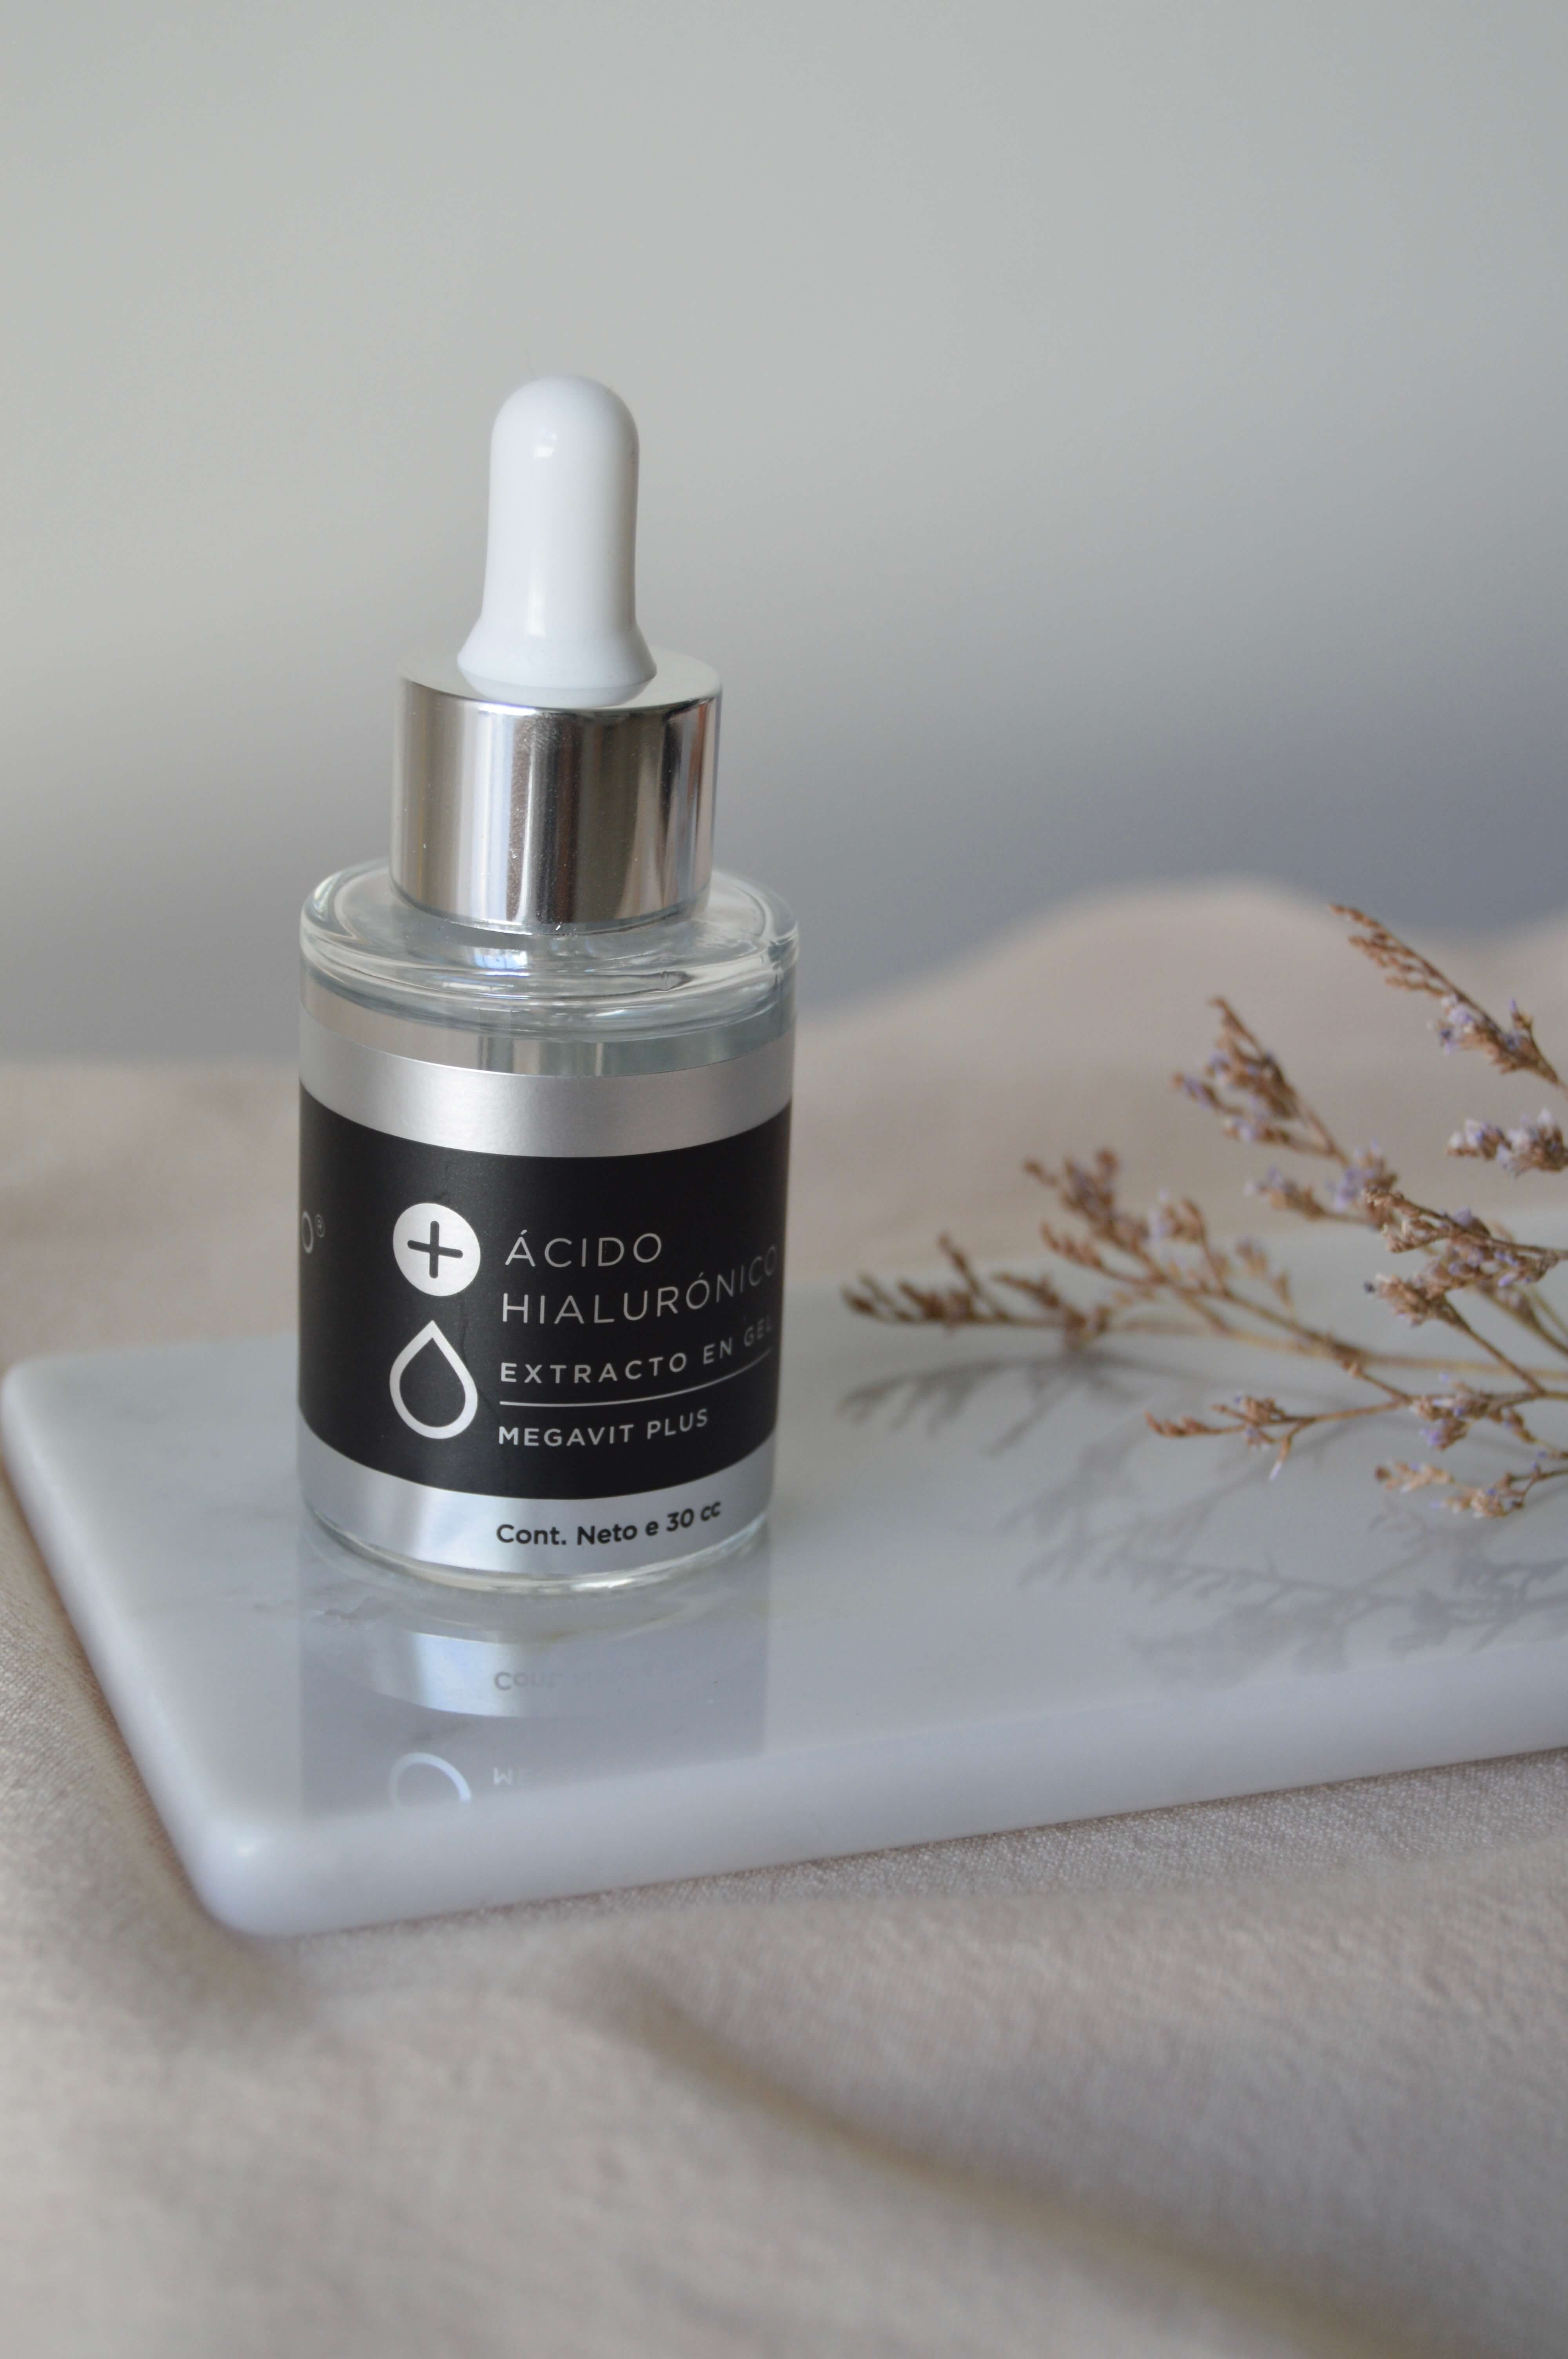 O®
ÁCIDO
HIALURÓNICO
EXTRACTO EN GEL
MEGAVIT PLUS
Cont. Neto e 30 cc